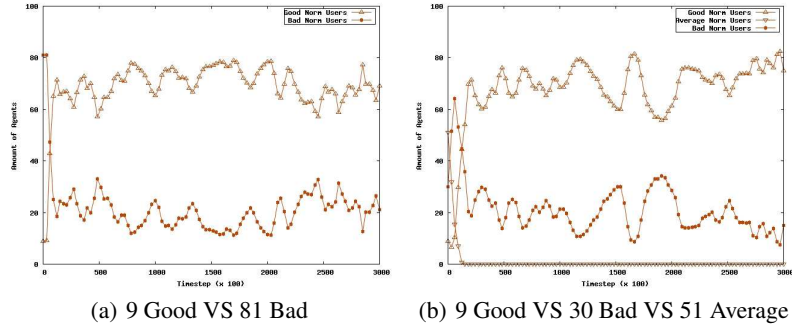 Good Norm Users
Bad Norm Users
100
80
60
40
20
0
Amount of Agents
0 500 1000 1500 2000 2500 3000
Timestep (x 100)
(a) 9 Good VS 81 Bad
Good Norm Users
Average Norm Users
Bad Norm Users
100
80
60
40
20
0
Amount of Agents
0 500 1000 1500 2000 2500 3000
Timestep (x 100)
(b) 9 Good VS 30 Bad VS 51 Average